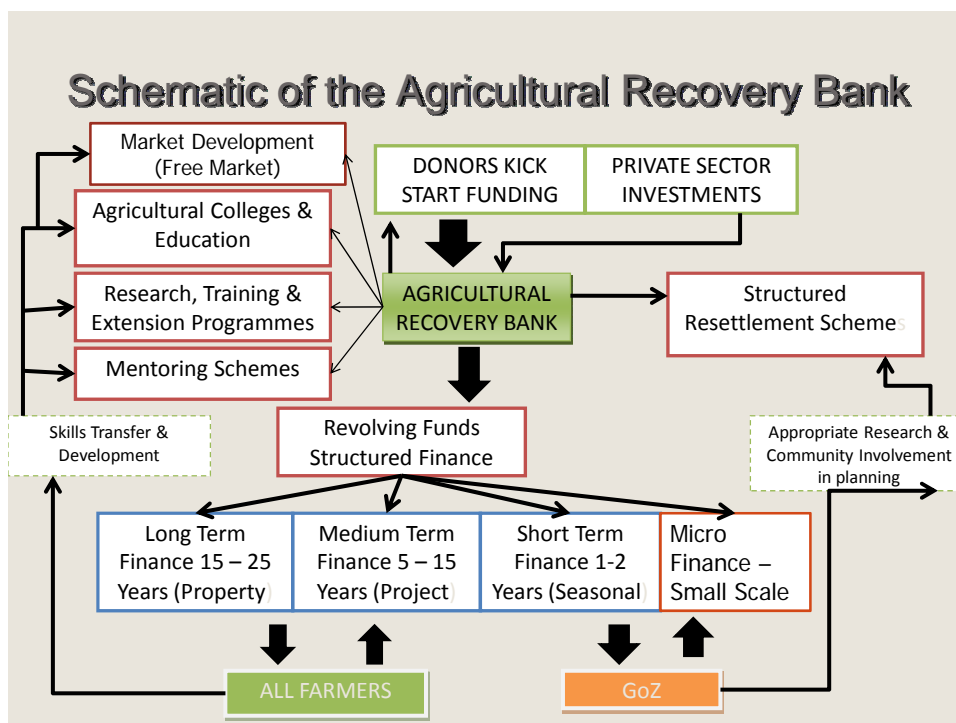 Schematic of the Agricultural Recovery Bank
Market Development
(Free Market)
DONORS KICK
START FUNDING
PRIVATE SECTOR
INVESTMENTS
Agricultural Colleges &
Education
Research, Training &
Extension Programmes
AGRICULTURAL
RECOVERY BANK
Structured
Resettlement Schemes
Mentoring Schemes
Skills Transfer &
Development
Revolving Funds
Structured Finance
Appropriate Research &
Community Involvement
in planning
Long Term
Finance 15 – 25
Years (Property)
Medium Term
Finance 5 – 15
Years (Project)
Short Term
Finance 1-2
Years (Seasonal)
Micro
Finance –
Small Scale
ALL FARMERS
GoZ